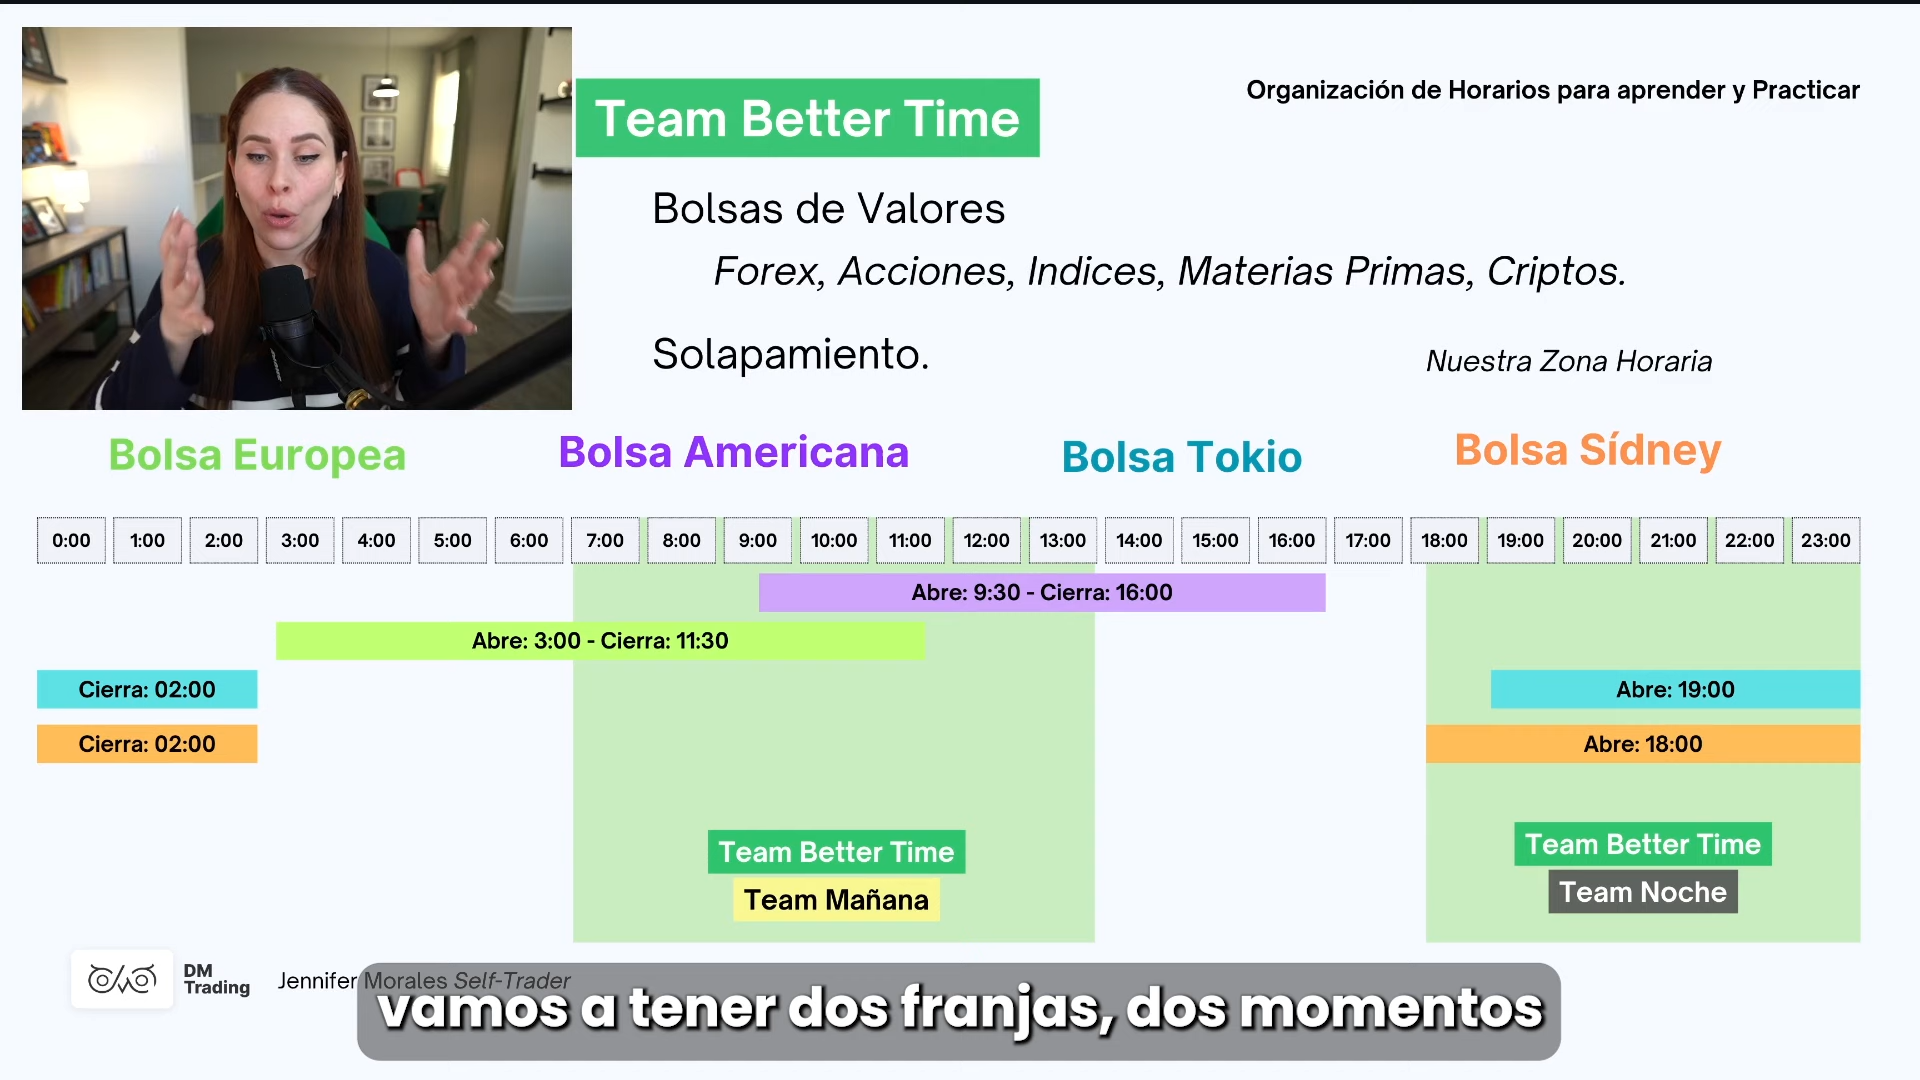 Team Better Time
Organización de Horarios para aprender y Practicar
Bolsas de Valores
Forex, Acciones, Indices, Materias Primas, Criptos.
Solapamiento.
Nuestra Zona Horaria
Bolsa Europea
Bolsa Americana
Bolsa Tokio
Bolsa Sídney
0:00 1:00 2:00 3:00 4:00 5:00 6:00 7:00 8:00 9:00 10:00 11:00 12:00 13:00 14:00 15:00 16:00 17:00 18:00 19:00 20:00 21:00 22:00 23:00
Abre: 9:30 - Cierra: 16:00
Abre: 3:00 - Cierra: 11:30
Cierra: 02:00
Abre: 19:00
Cierra: 02:00
Abre: 18:00
Team Better Time
Team Mañana
Team Better Time
Team Noche
DM
Trading
Jennifer Morales Self-Trader
vamos a tener dos franjas, dos momentos